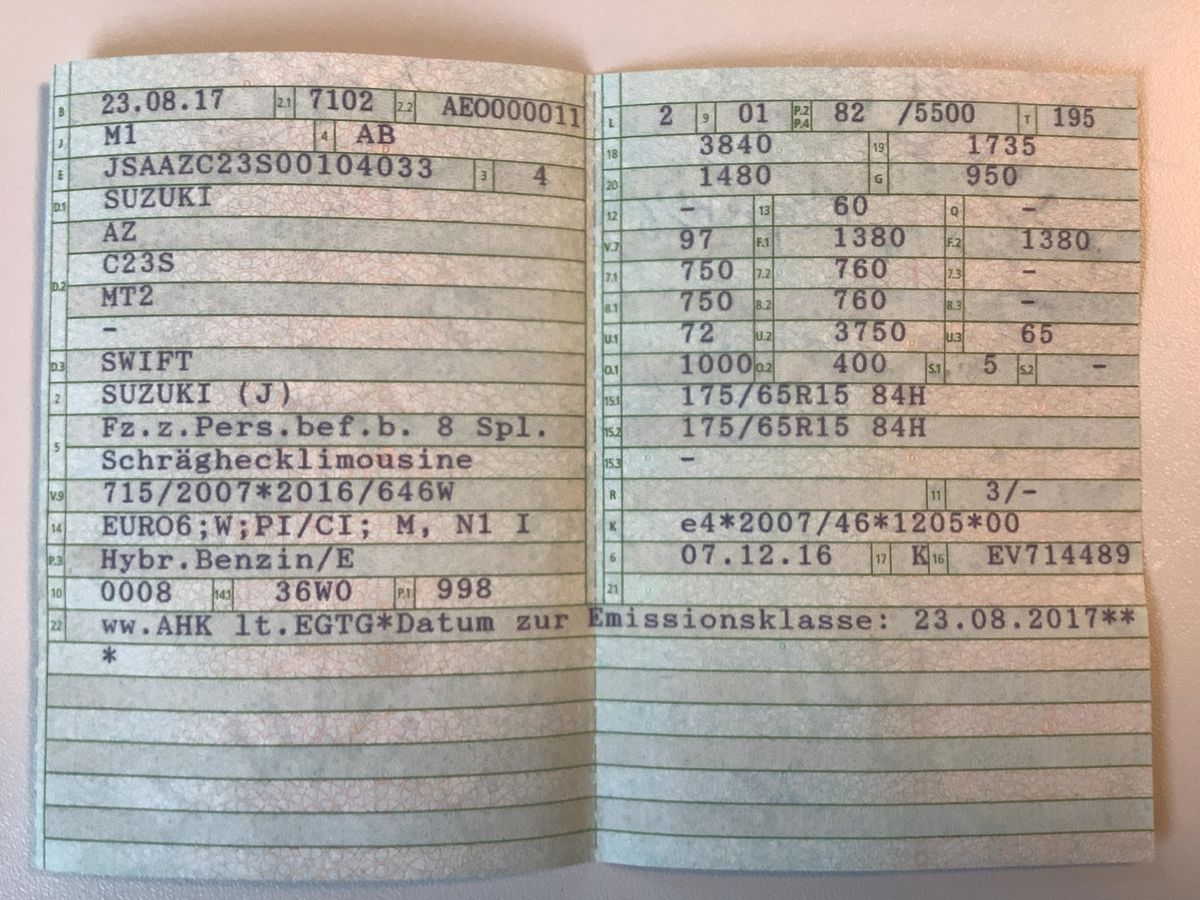 B 23.08.17 2.1 7102 2.2 AEO000011
J M1 4 AB
E JSAAZC23S00104033 3 4
D.1 SUZUKI
AZ
D.2 C23S
MT2
-
D.3 SWIFT
2 SUZUKI (J)
5 Fz.z.Pers.bef.b. 8 Spl.
Schräghecklimousine
V.9 715/2007*2016/646W
14 EURO6;W;PI/CI; M, N1 I
P.3 Hybr.Benzin/E
10 0008 14.1 36W0 P.1 998
L 2 9 01 P.2 P.4 82 /5500 T 195
18 3840 19 1735
20 1480 G 950
12 - 13 60 Q -
V.7 97 F.1 1380 F.2 1380
7.1 750 7.2 760 7.3 -
8.1 750 8.2 760 8.3 -
U.1 72 U.2 3750 U.3 65
O.1 1000 O.2 400 S.1 5 S.2 -
15.1 175/65R15 84H
15.2 175/65R15 84H
15.3 -
R 11 3/-
K e4*2007/46*1205*00
6 07.12.16 17 K 16 EV714489
21
22 ww.AHK lt.EGTG*Datum zur Emissionsklasse: 23.08.2017**
*